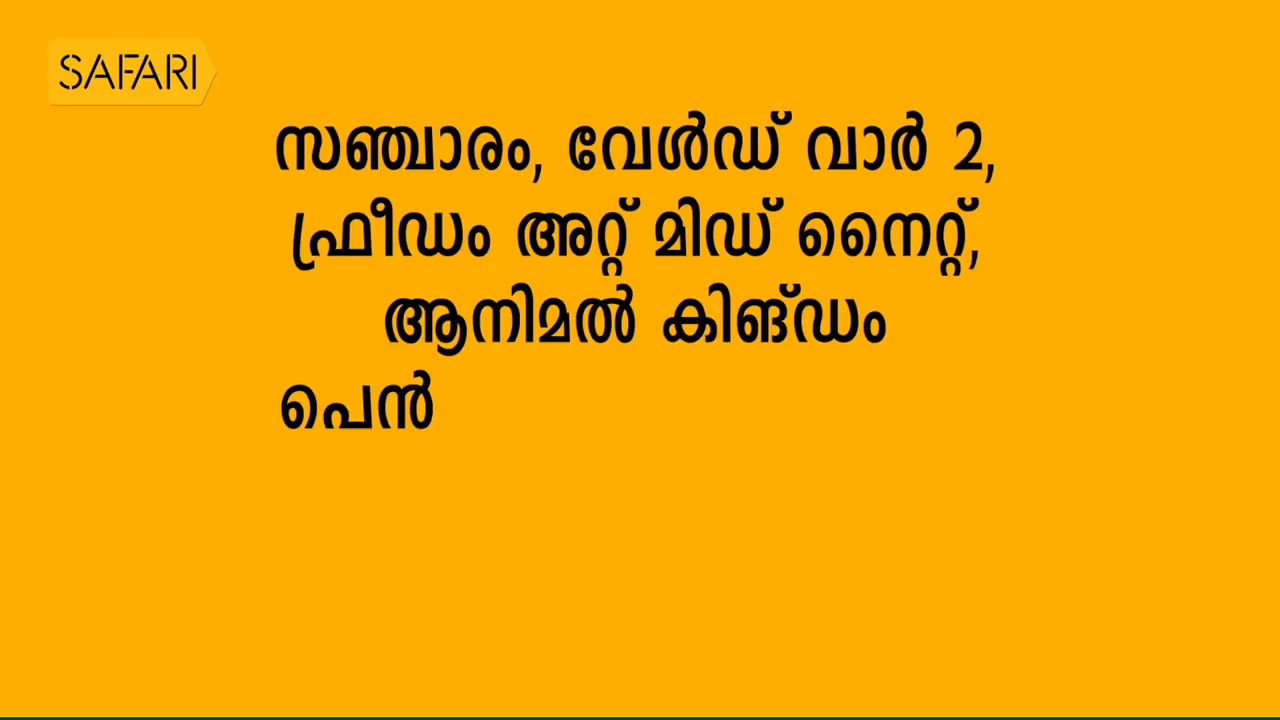 SAFARI
സഞ്ചാരം, വേൾഡ് വാർ 2,
ഫ്രീഡം അറ്റ് മിഡ് നൈറ്റ്,
ആനിമൽ കിങ്ഡം
പെൻ